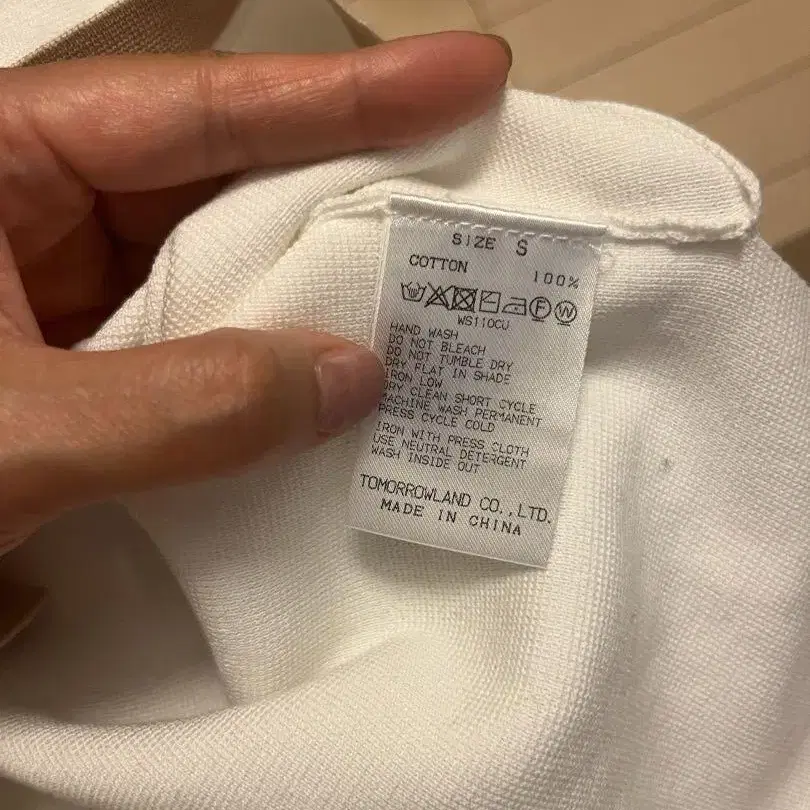 SIZE S
COTTON 100%
F W
WS110CU
HAND WASH
DO NOT BLEACH
DO NOT TUMBLE DRY
DRY FLAT IN SHADE
IRON LOW
DRY CLEAN SHORT CYCLE
MACHINE WASH PERMANENT
PRESS CYCLE COLD
IRON WITH PRESS CLOTH
USE NEUTRAL DETERGENT
WASH INSIDE OUT
TOMORROWLAND CO.,LTD.
MADE IN CHINA